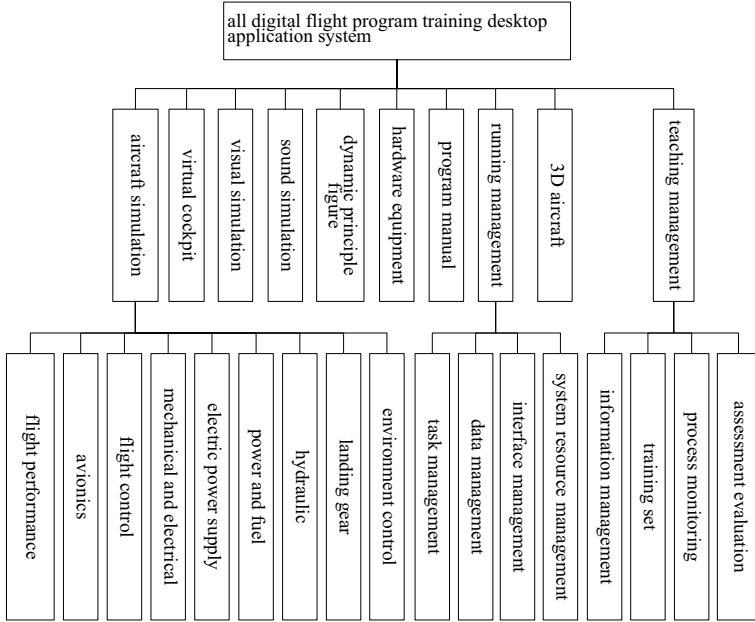 all digital flight program training desktop
application system
aircraft simulation
virtual cockpit
visual simulation
sound simulation
dynamic principle
figure
hardware equipment
program manual
running management
3D aircraft
teaching management
flight performance
avionics
flight control
mechanical and electrical
electric power supply
power and fuel
hydraulic
landing gear
environment control
task management
data management
interface management
system resource management
information management
training set
process monitoring
assessment evaluation